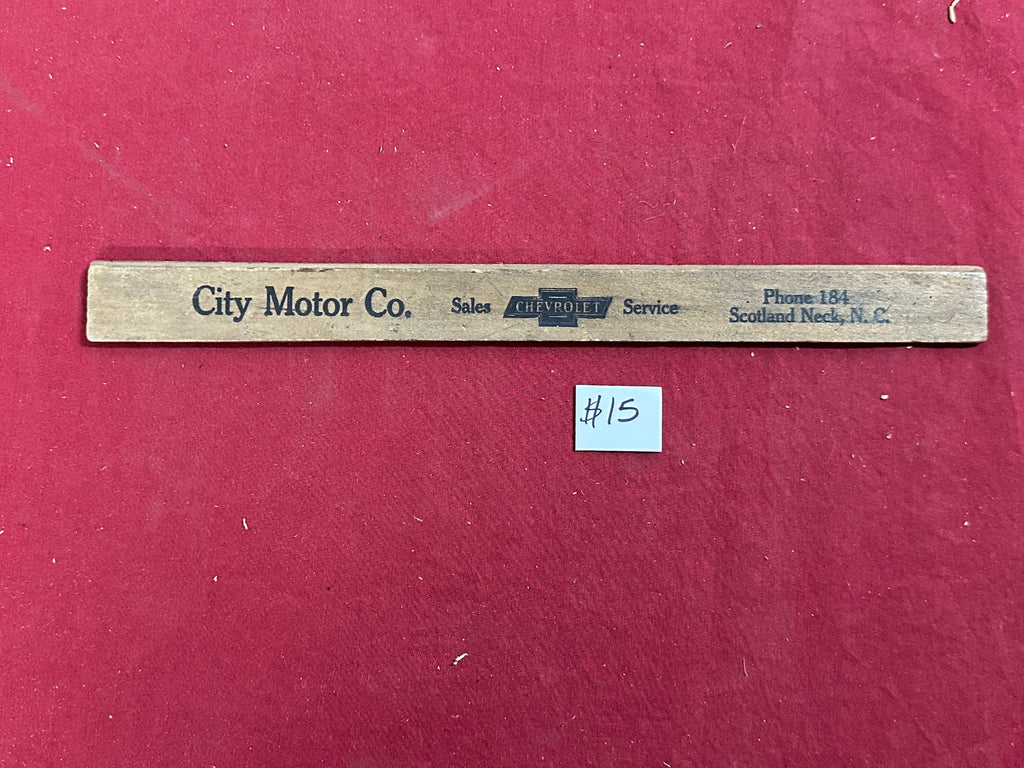 City Motor Co. Sales CHEVROLET Service Phone 184
Scotland Neck, N. C.
$15